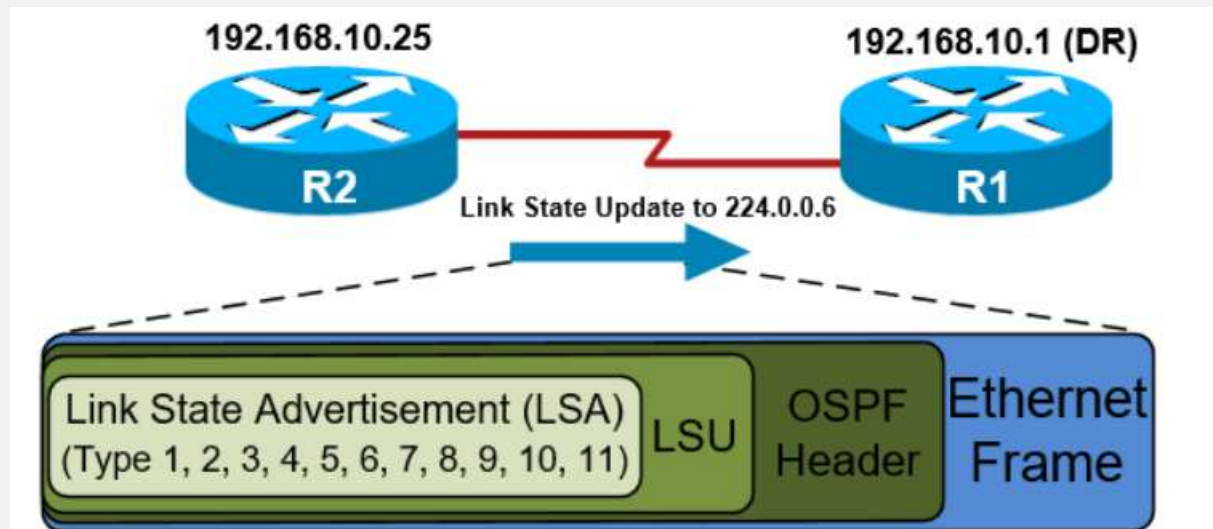 192.168.10.25
192.168.10.1 (DR)
R2
R1
Link State Update to 224.0.0.6
Link State Advertisement (LSA)
(Type 1, 2, 3, 4, 5, 6, 7, 8, 9, 10, 11)
LSU
OSPF
Header
Ethernet
Frame